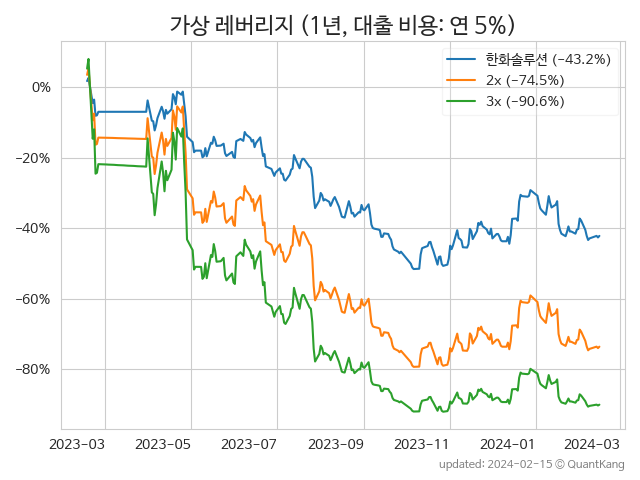 가상 레버리지 (1년, 대출 비용: 연 5%)
한화솔루션 (−43.2%)
2x (−74.5%)
3x (−90.6%)
0%
−20%
−40%
−60%
−80%
2023-03 2023-05 2023-07 2023-09 2023-11 2024-01 2024-03
updated: 2024-02-15 © QuantKang